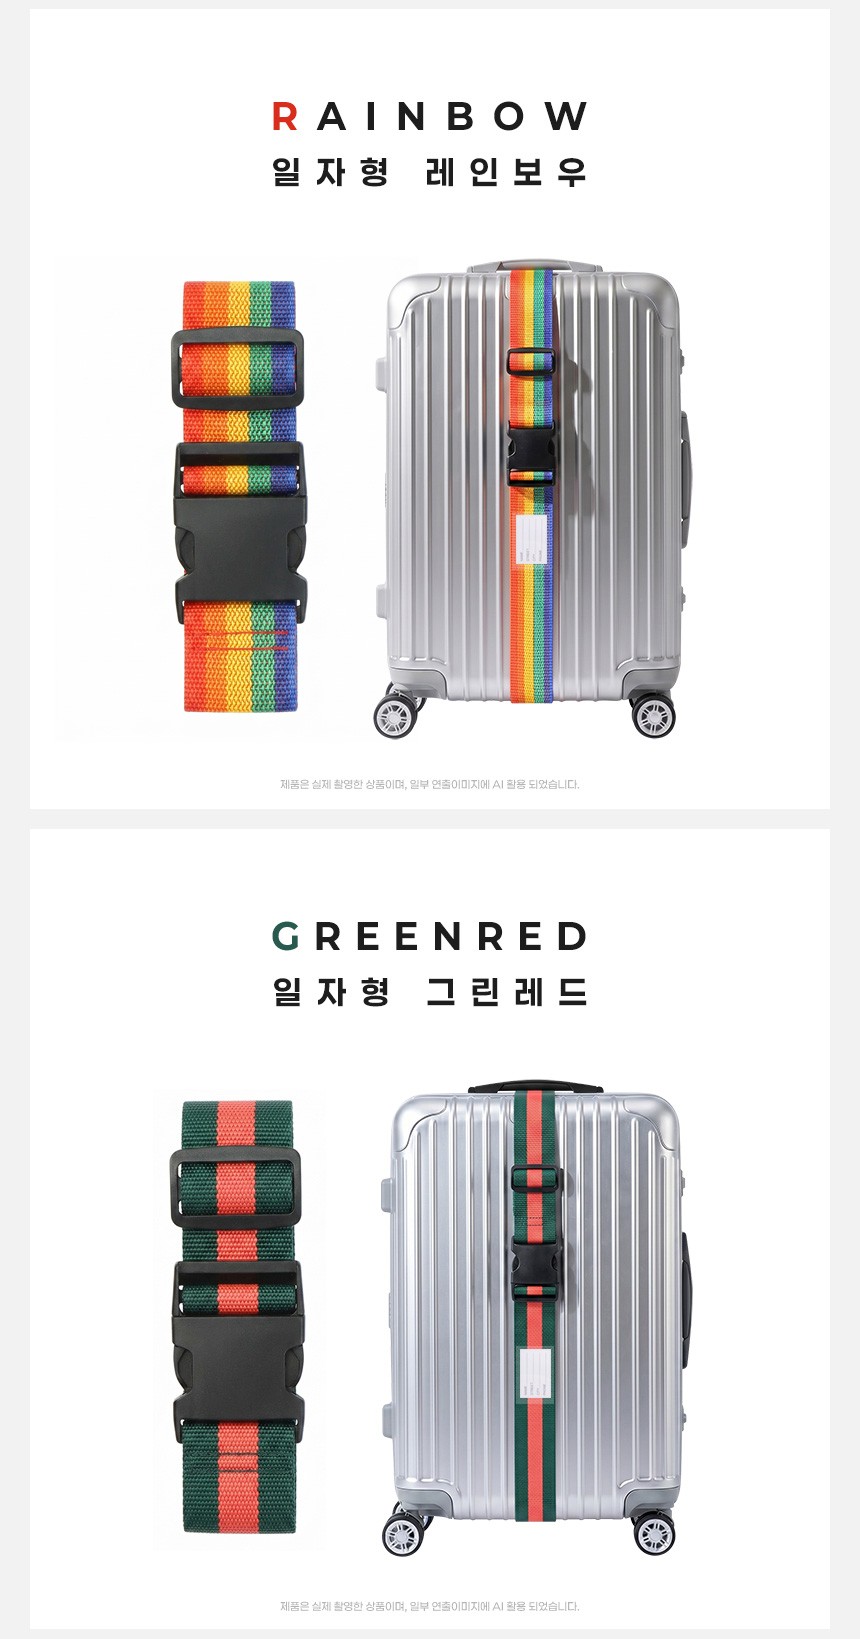 RAINBOW
일자형 레인보우
제품은 실제 촬영한 상품이며, 일부 연출이미지에 AI 활용 되었습니다.
GREENRED
일자형 그린레드
제품은 실제 촬영한 상품이며, 일부 연출이미지에 AI 활용 되었습니다.